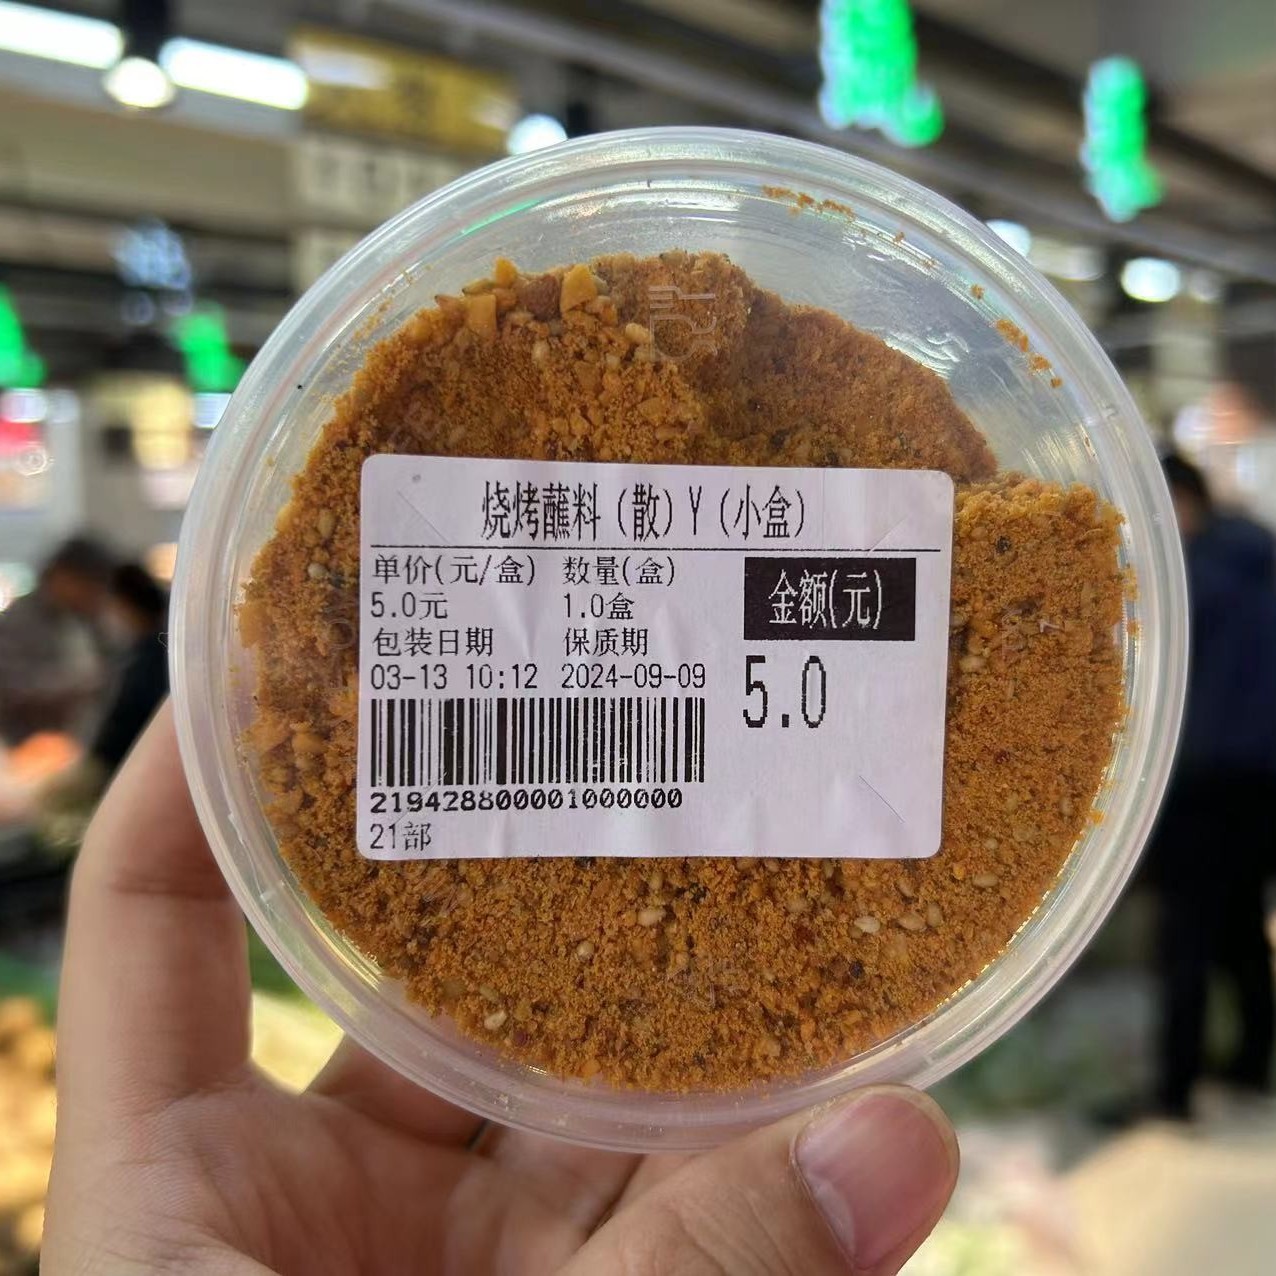 烧烤蘸料（散）Y（小盒）
单价(元/盒) 数量(盒) 金额(元)
5.0元 1.0盒 5.0
包装日期 保质期
03-13 10:12 2024-09-09
219428800001000000
21部